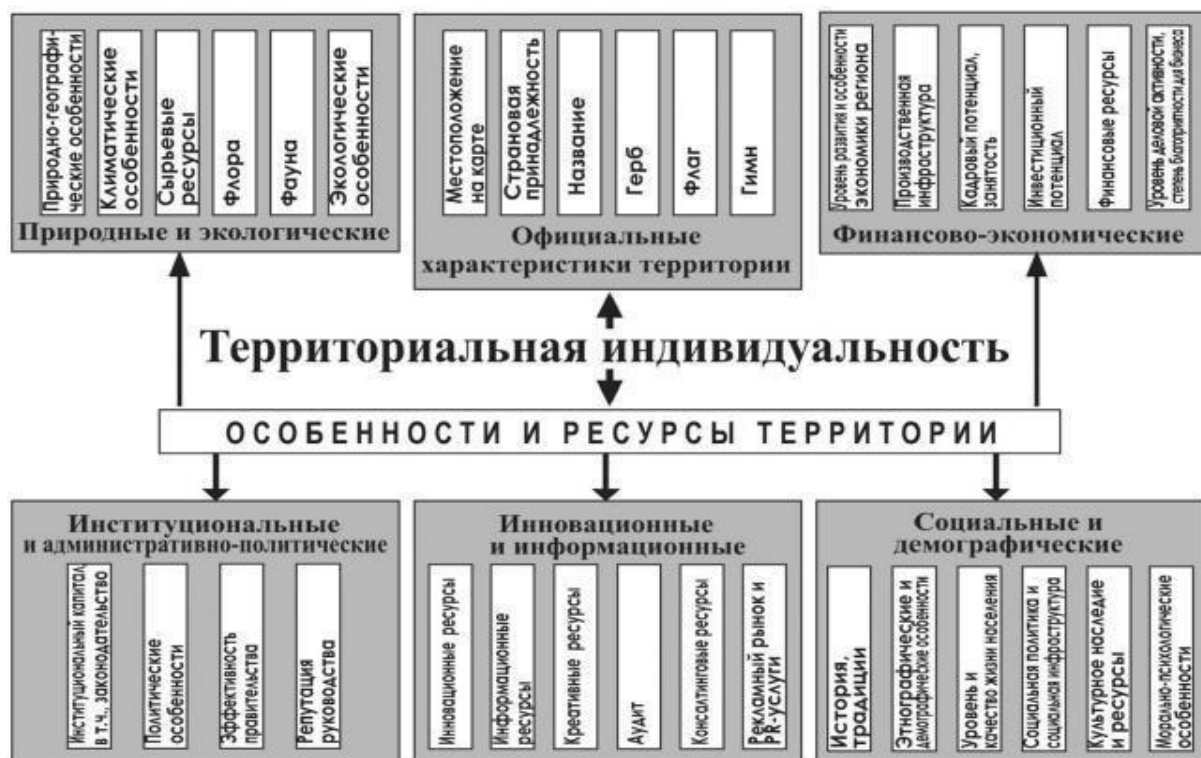 Природно-географи-
ческие особенности
Климатические
особенности
Сырьевые
ресурсы
Флора
Фауна
Экологические
особенности
Природные и экологические
Местоположение
на карте
Страновая
принадлежность
Название
Герб
Флаг
Гимн
Официальные
характеристики территории
Уровень развития и особенности
экономики региона
Производственная
инфраструктура
Кадровый потенциал,
занятость
Инвестиционный
потенциал
Финансовые ресурсы
Уровень деловой активности,
степень благоприятности для бизнеса
Финансово-экономические
Территориальная индивидуальность
ОСОБЕННОСТИ И РЕСУРСЫ ТЕРРИТОРИИ
Институциональные
и административно-политические
Институциональный капитал,
в т.ч., законодательство
Политические
особенности
Эффективность
правительства
Репутация
руководства
Инновационные
и информационные
Инновационные ресурсы
Информационные
ресурсы
Креативные ресурсы
Аудит
Консалтинговые ресурсы
Рекламный рынок и
PR-услуги
Социальные и
демографические
История,
традиции
Этнографические и
демографические особенности
Уровень и
качество жизни населения
Социальная политика и
социальная инфраструктура
Культурное наследие
и ресурсы
Морально-психологические
особенности